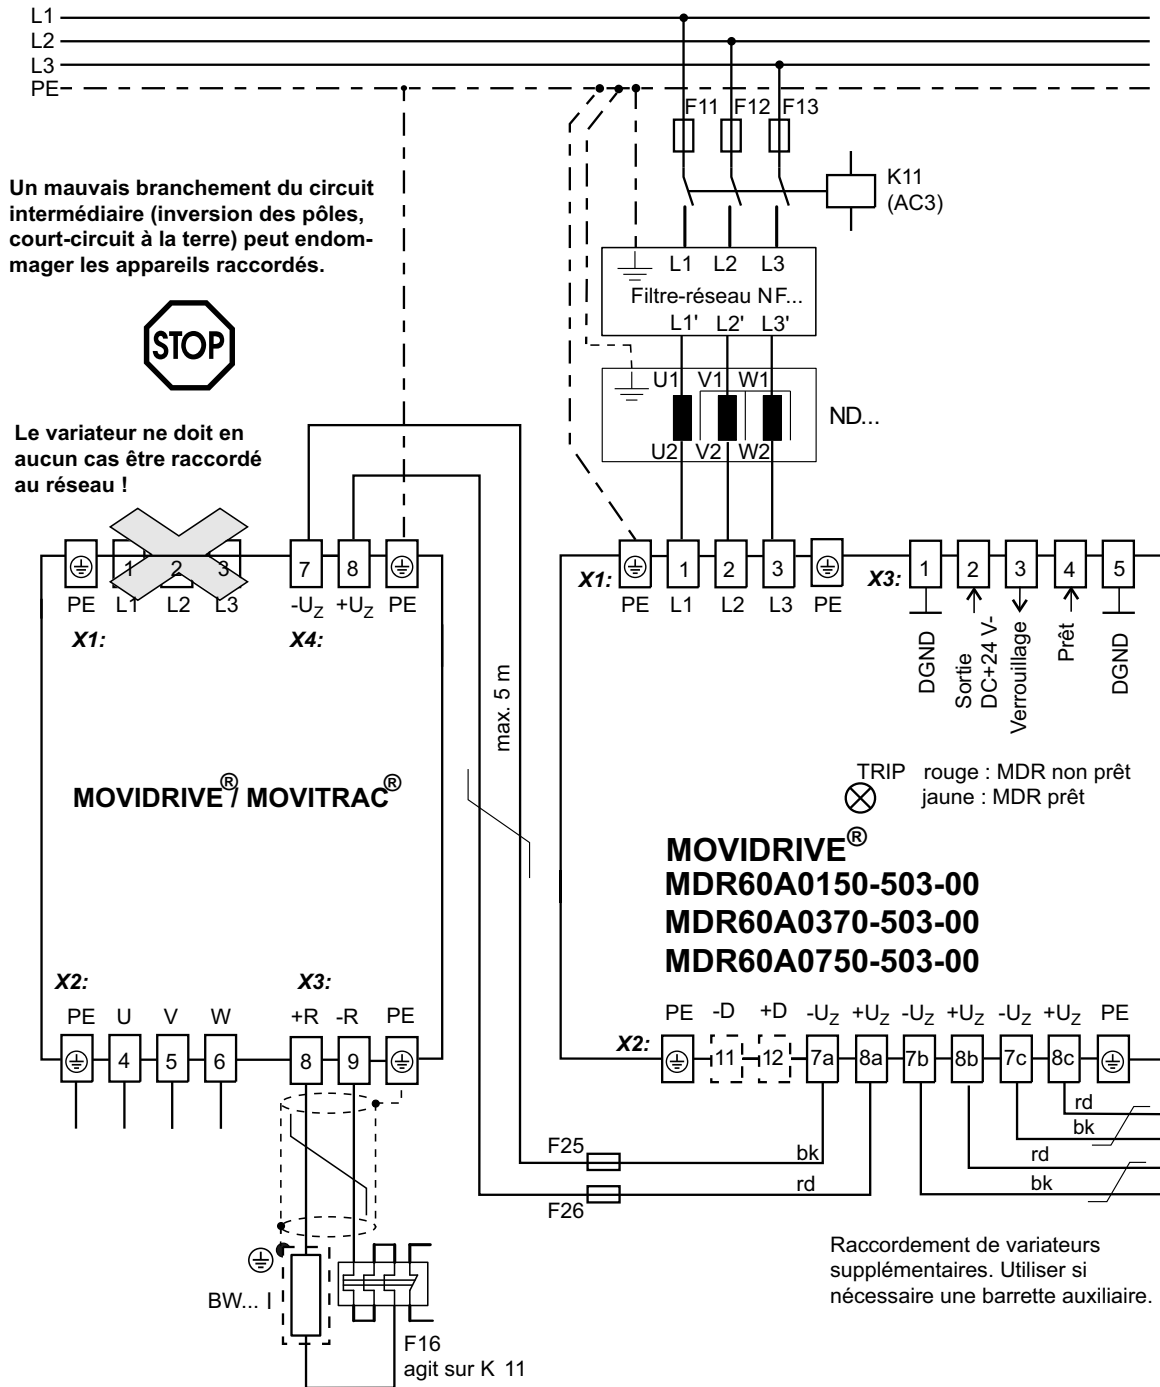 L1
L2
L3
PE
F11 F12 F13
K11
(AC3)
Un mauvais branchement du circuit
intermédiaire (inversion des pôles,
court-circuit à la terre) peut endom-
mager les appareils raccordés.
STOP
L1 L2 L3
Filtre-réseau NF...
L1' L2' L3'
U1 V1 W1
ND...
U2 V2 W2
Le variateur ne doit en
aucun cas être raccordé
au réseau !
1 2 3 7 8
PE L1 L2 L3 -UZ +UZ PE
X1: X4:
X1: 1 2 3
PE L1 L2 L3 PE
X3: 1 2 3 4 5
DGND
Sortie
DC+24 V-
Verrouillage
Prêt
DGND
max. 5 m
TRIP rouge : MDR non prêt
jaune : MDR prêt
MOVIDRIVE® / MOVITRAC®
MOVIDRIVE®
MDR60A0150-503-00
MDR60A0370-503-00
MDR60A0750-503-00
X2: X3:
PE U V W +R -R PE
4 5 6 8 9
PE -D +D -UZ +UZ -UZ +UZ -UZ +UZ PE
X2: 11 12 7a 8a 7b 8b 7c 8c
rd
bk
F25 bk rd
rd bk
F26
BW...
F16
agit sur K 11
Raccordement de variateurs
supplémentaires. Utiliser si
nécessaire une barrette auxiliaire.